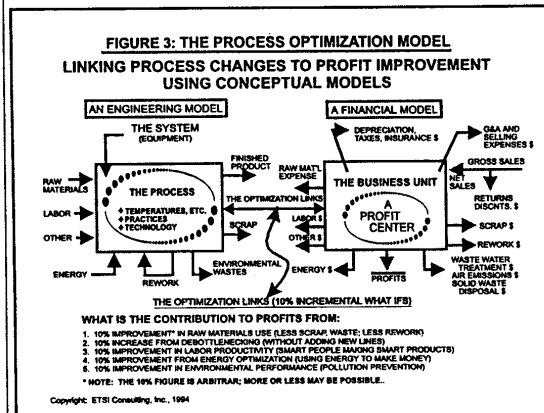 FIGURE 3: THE PROCESS OPTIMIZATION MODEL
LINKING PROCESS CHANGES TO PROFIT IMPROVEMENT
USING CONCEPTUAL MODELS
AN ENGINEERING MODEL
THE SYSTEM
(EQUIPMENT)
RAW
MATERIALS
LABOR
OTHER
ENERGY
REWORK
THE PROCESS
TEMPERATURES, ETC.
PRACTICES
TECHNOLOGY
FINISHED
PRODUCT
SCRAP
ENVIRONMENTAL
WASTES
THE OPTIMIZATION LINKS
A FINANCIAL MODEL
DEPRECIATION,
TAXES, INSURANCE $
G&A AND
SELLING
EXPENSES $
RAW MAT'L
EXPENSE
LABOR $
OTHER $
ENERGY $
THE BUSINESS UNIT
A
PROFIT
CENTER
PROFITS
GROSS SALES
NET
SALES
RETURNS
DISCNTS. $
SCRAP $
REWORK $
WASTE WATER
TREATMENT $
AIR EMISSIONS $
SOLID WASTE
DISPOSAL $
THE OPTIMIZATION LINKS (10% INCREMENTAL WHAT IFS)
WHAT IS THE CONTRIBUTION TO PROFITS FROM:
1. 10% IMPROVEMENT* IN RAW MATERIALS USE (LESS SCRAP, WASTE; LESS REWORK)
2. 10% INCREASE FROM DEBOTTLENECKING (WITHOUT ADDING NEW LINES)
3. 10% IMPROVEMENT IN LABOR PRODUCTIVITY (SMART PEOPLE MAKING SMART PRODUCTS)
4. 10% IMPROVEMENT FROM ENERGY OPTIMIZATION (USING ENERGY TO MAKE MONEY)
5. 10% IMPROVEMENT IN ENVIRONMENTAL PERFORMANCE (POLLUTION PREVENTION)
* NOTE: THE 10% FIGURE IS ARBITRAR; MORE OR LESS MAY BE POSSIBLE..
Copyright: ETSI Consulting, Inc., 1994